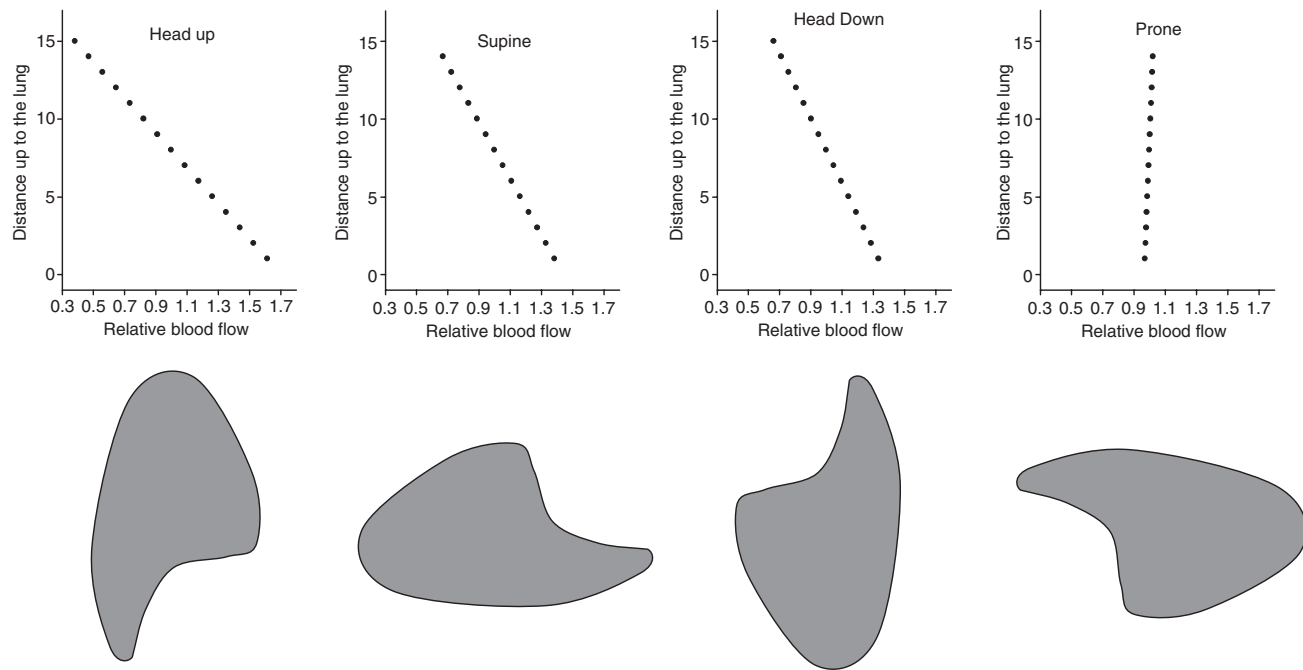 Head up
Distance up to the lung
15
10
5
0
0.3 0.5 0.7 0.9 1.1 1.3 1.5 1.7
Relative blood flow
Supine
Distance up to the lung
15
10
5
0
0.3 0.5 0.7 0.9 1.1 1.3 1.5 1.7
Relative blood flow
Head Down
Distance up to the lung
15
10
5
0
0.3 0.5 0.7 0.9 1.1 1.3 1.5 1.7
Relative blood flow
Prone
Distance up to the lung
15
10
5
0
0.3 0.5 0.7 0.9 1.1 1.3 1.5 1.7
Relative blood flow